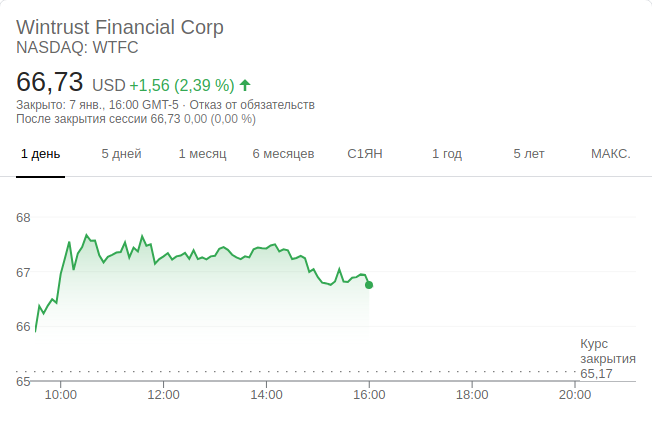 Wintrust Financial Corp
NASDAQ: WTFC
66,73 USD +1,56 (2,39 %)
Закрыто: 7 янв., 16:00 GMT-5 · Отказ от обязательств
После закрытия сессии 66,73 0,00 (0,00 %)
1 день 5 дней 1 месяц 6 месяцев С1ЯН 1 год 5 лет МАКС.
68
67
66
Курс
закрытия
65,17
65
10:00 12:00 14:00 16:00 18:00 20:00